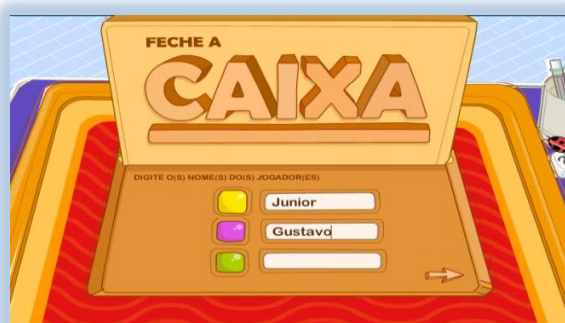 FECHE A
CAIXA
DIGITE O(S) NOME(S) DO(S) JOGADOR(ES)
Junior
Gustavo